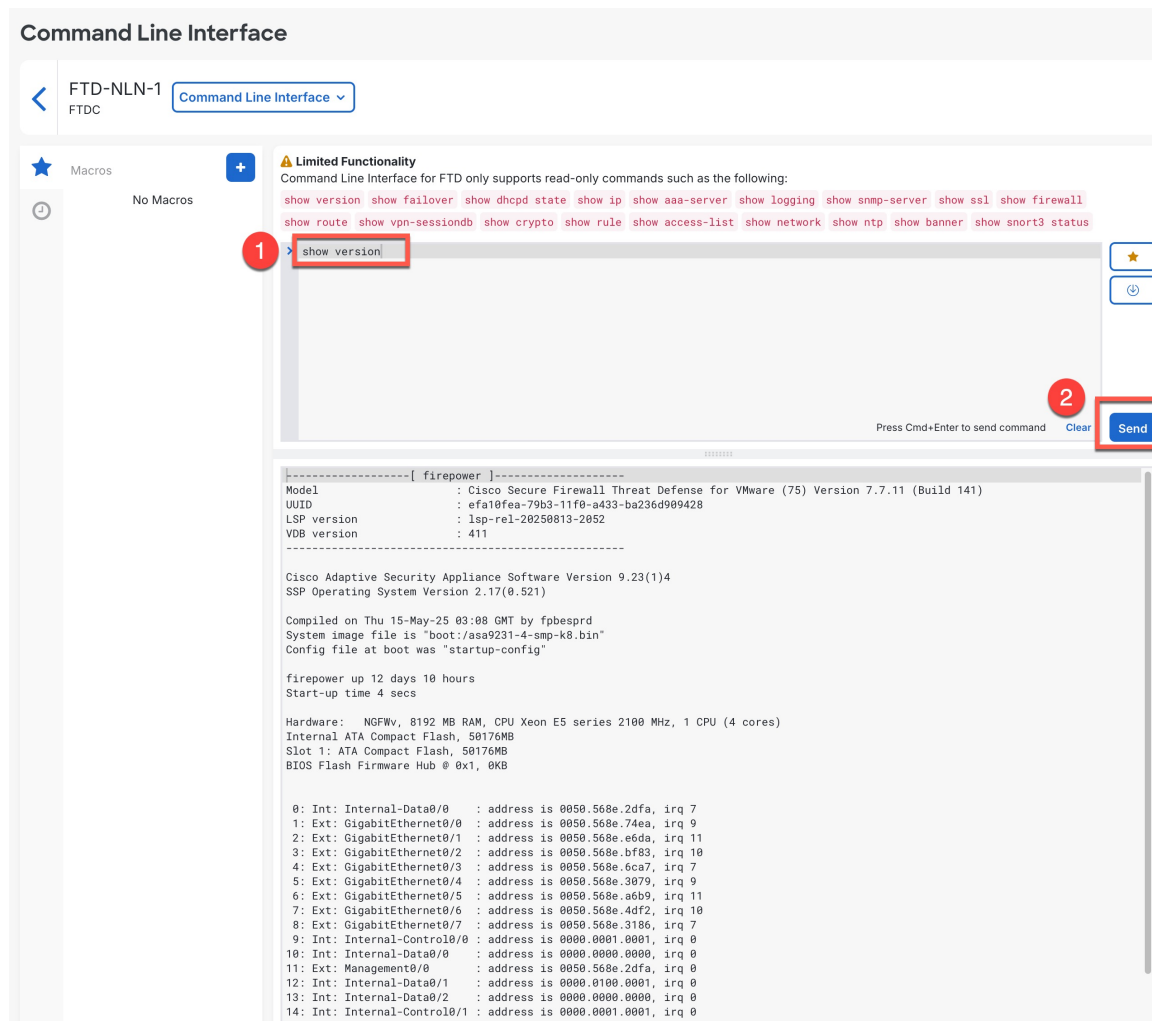 Command Line Interface
FTD-NLN-1
FTDC
Command Line Interface
Macros
+
No Macros
Limited Functionality
Command Line Interface for FTD only supports read-only commands such as the following:
show version show failover show dhcpd state show ip show aaa-server show logging show snmp-server show ssl show firewall
show route show vpn-sessiondb show crypto show rule show access-list show network show ntp show banner show snort3 status
1
> show version
2
Press Cmd+Enter to send command Clear Send
-------------------[ firepower ]--------------------
Model : Cisco Secure Firewall Threat Defense for VMware (75) Version 7.7.11 (Build 141)
UUID : efa10fea-79b3-11f0-a433-ba236d909428
LSP version : lsp-rel-20250813-2052
VDB version : 411
----------------------------------------------------
Cisco Adaptive Security Appliance Software Version 9.23(1)4
SSP Operating System Version 2.17(0.521)
Compiled on Thu 15-May-25 03:08 GMT by fpbesprd
System image file is "boot:/asa9231-4-smp-k8.bin"
Config file at boot was "startup-config"
firepower up 12 days 10 hours
Start-up time 4 secs
Hardware: NGFWv, 8192 MB RAM, CPU Xeon E5 series 2100 MHz, 1 CPU (4 cores)
Internal ATA Compact Flash, 50176MB
Slot 1: ATA Compact Flash, 50176MB
BIOS Flash Firmware Hub @ 0x1, 0KB
0: Int: Internal-Data0/0 : address is 0050.568e.2dfa, irq 7
1: Ext: GigabitEthernet0/0 : address is 0050.568e.74ea, irq 9
2: Ext: GigabitEthernet0/1 : address is 0050.568e.e6da, irq 11
3: Ext: GigabitEthernet0/2 : address is 0050.568e.bf83, irq 10
4: Ext: GigabitEthernet0/3 : address is 0050.568e.6ca7, irq 7
5: Ext: GigabitEthernet0/4 : address is 0050.568e.3079, irq 9
6: Ext: GigabitEthernet0/5 : address is 0050.568e.a6b9, irq 11
7: Ext: GigabitEthernet0/6 : address is 0050.568e.4df2, irq 10
8: Ext: GigabitEthernet0/7 : address is 0050.568e.3186, irq 7
9: Int: Internal-Control0/0 : address is 0000.0001.0001, irq 0
10: Int: Internal-Data0/0 : address is 0000.0000.0000, irq 0
11: Ext: Management0/0 : address is 0050.568e.2dfa, irq 0
12: Int: Internal-Data0/1 : address is 0000.0100.0001, irq 0
13: Int: Internal-Data0/2 : address is 0000.0000.0000, irq 0
14: Int: Internal-Control0/1 : address is 0000.0001.0001, irq 0